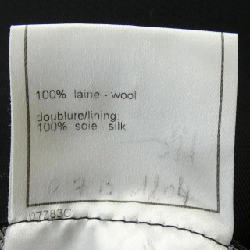 100% laine - wool
doublure/lining:
100% soie silk